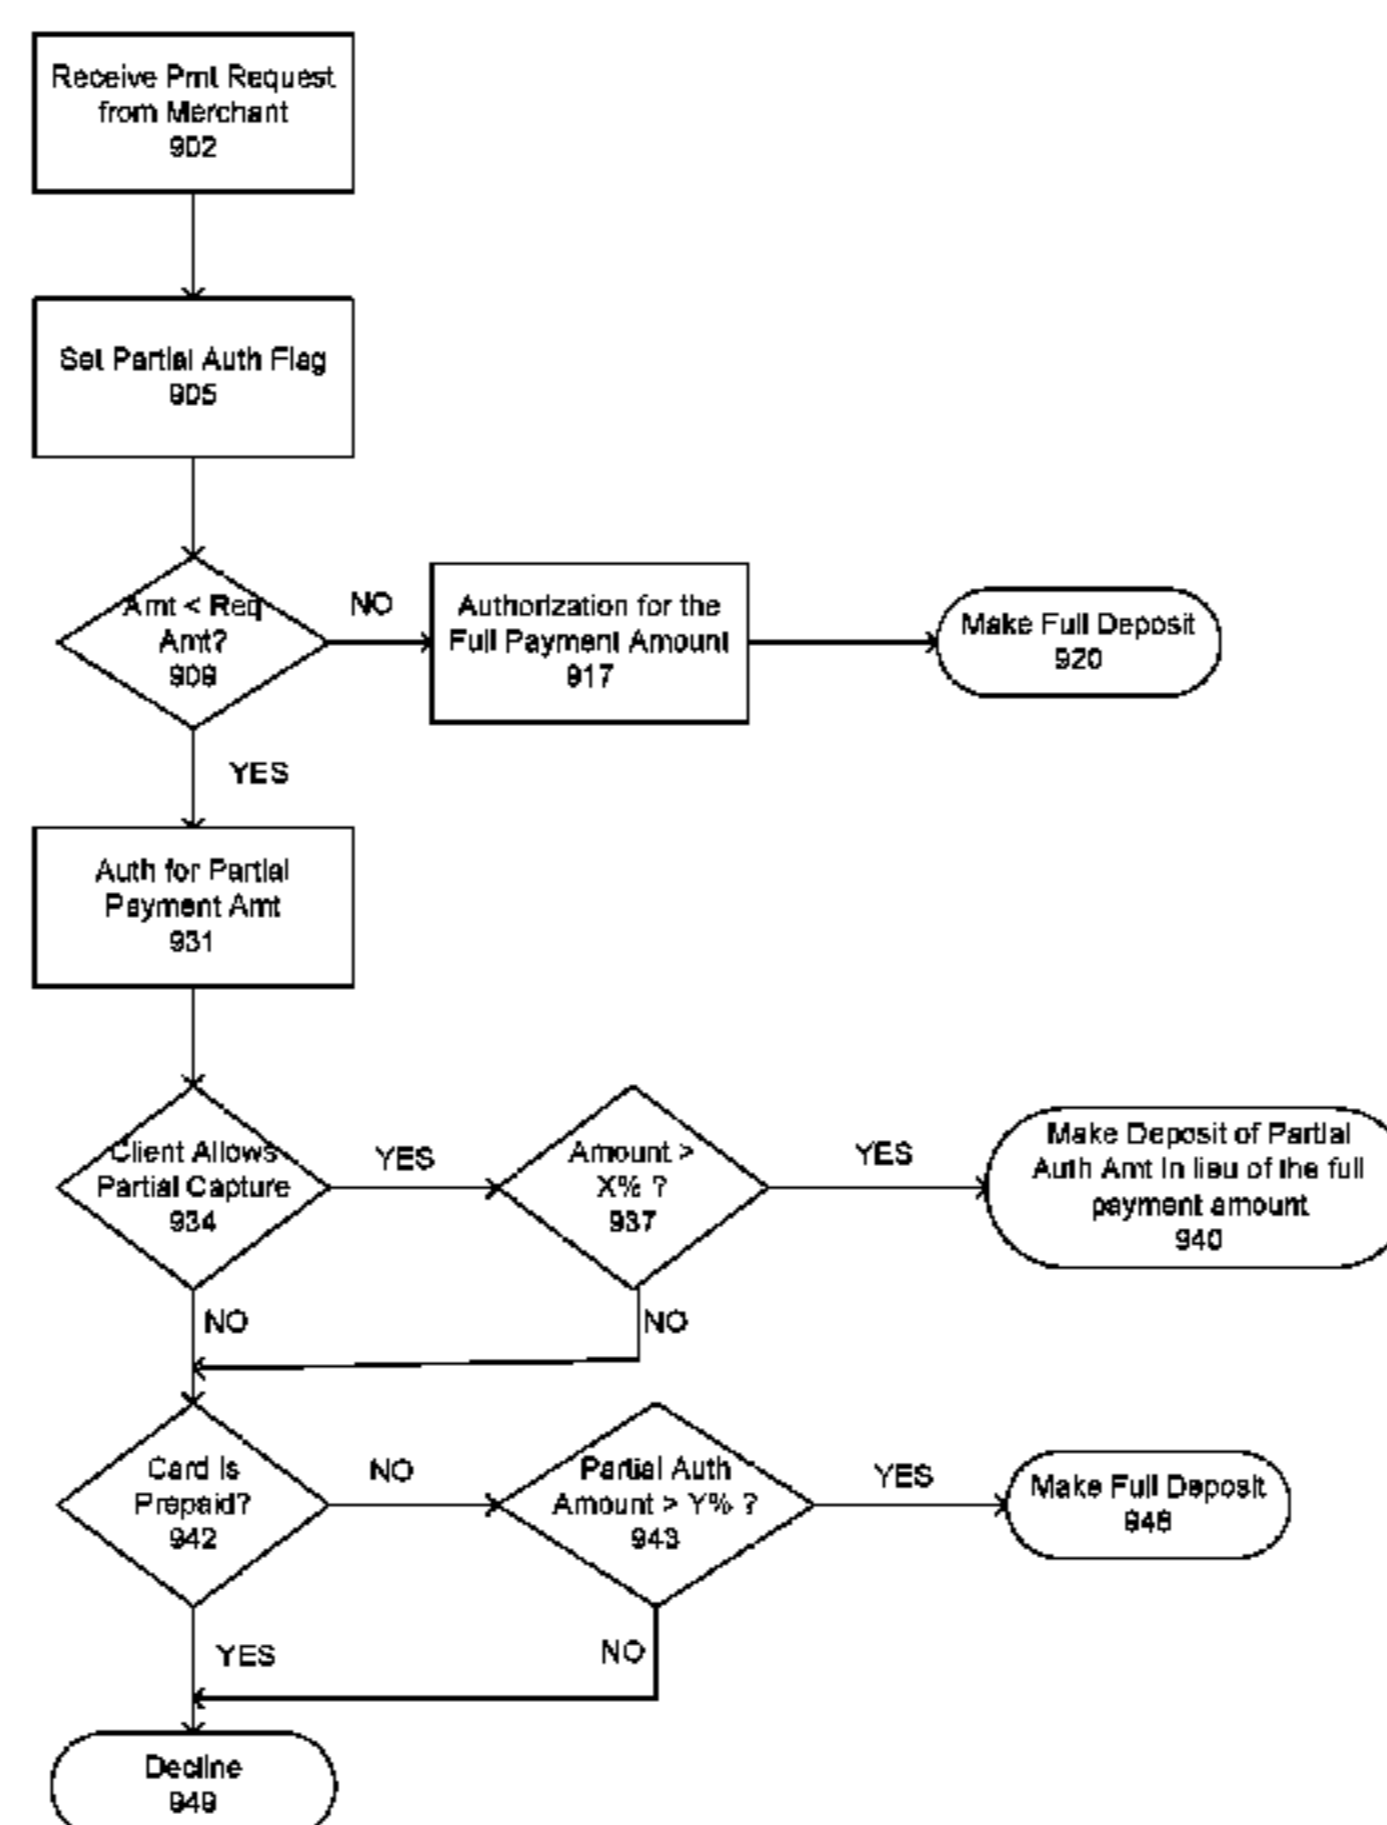 Receive Pmt Request
from Merchant
902
Set Partial Auth Flag
905
Amt < Req
Amt?
909
NO
Authorization for the
Full Payment Amount
917
Make Full Deposit
920
YES
Auth for Partial
Payment Amt
931
Client Allows
Partial Capture
934
YES
Amount >
X% ?
937
YES
Make Deposit of Partial
Auth Amt in lieu of the full
payment amount
940
NO
NO
Card is
Prepaid?
942
NO
Partial Auth
Amount > Y% ?
943
YES
Make Full Deposit
YES
NO
Decline
949